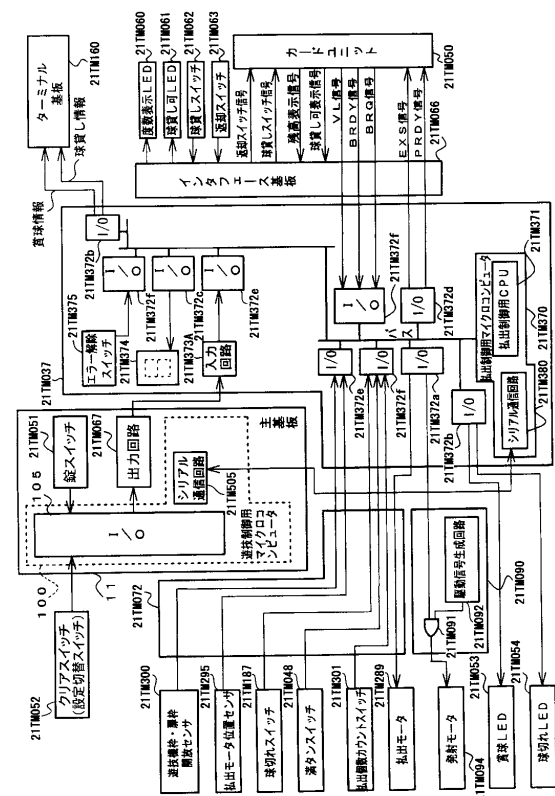 ターミナル
基板
21TM160
球貸し情報
賞球情報
21TM060
21TM061
21TM062
21TM063
度数表示LED
球貸し可LED
球貸しスイッチ
返却スイッチ
インタフェース基板
21TM066
返却スイッチ信号
球貸しスイッチ信号
残高表示信号
球貸し可表示信号
VL信号
BRDY信号
BRQ信号
EXS信号
PRDY信号
カードユニット
21TM050
21TM037
I/O
21TM372b
21TM375
エラー解除
スイッチ
I/O
21TM372f
21TM374
I/O
21TM372c
21TM373A
入力
回路
I/O
21TM372e
I/O
21TM372f
I/O
21TM372d
バス
I/O
21TM372e
I/O
21TM372f
I/O
21TM372a
I/O
21TM372b
払出制御用マイクロコンピュータ
払出制御用CPU
21TM371
21TM370
21TM380
シリアル通信回路
主基板
21TM051
錠スイッチ
21TM067
出力回路
105
I/O
シリアル
通信回路
21TM505
遊技制御用
マイクロコ
ンピュータ
100
11
クリアスイッチ
(設定切替スイッチ)
21TM052
21TM072
21TM300
遊技機枠・扉枠
開放センサ
21TM295
払出モータ位置センサ
21TM187
球切れスイッチ
21TM048
満タンスイッチ
21TM301
払出個数カウントスイッチ
21TM289
払出モータ
駆動信号生成回路
21TM092
21TM091
21TM090
発射モータ
21TM094
21TM053
賞球LED
21TM054
球切れLED